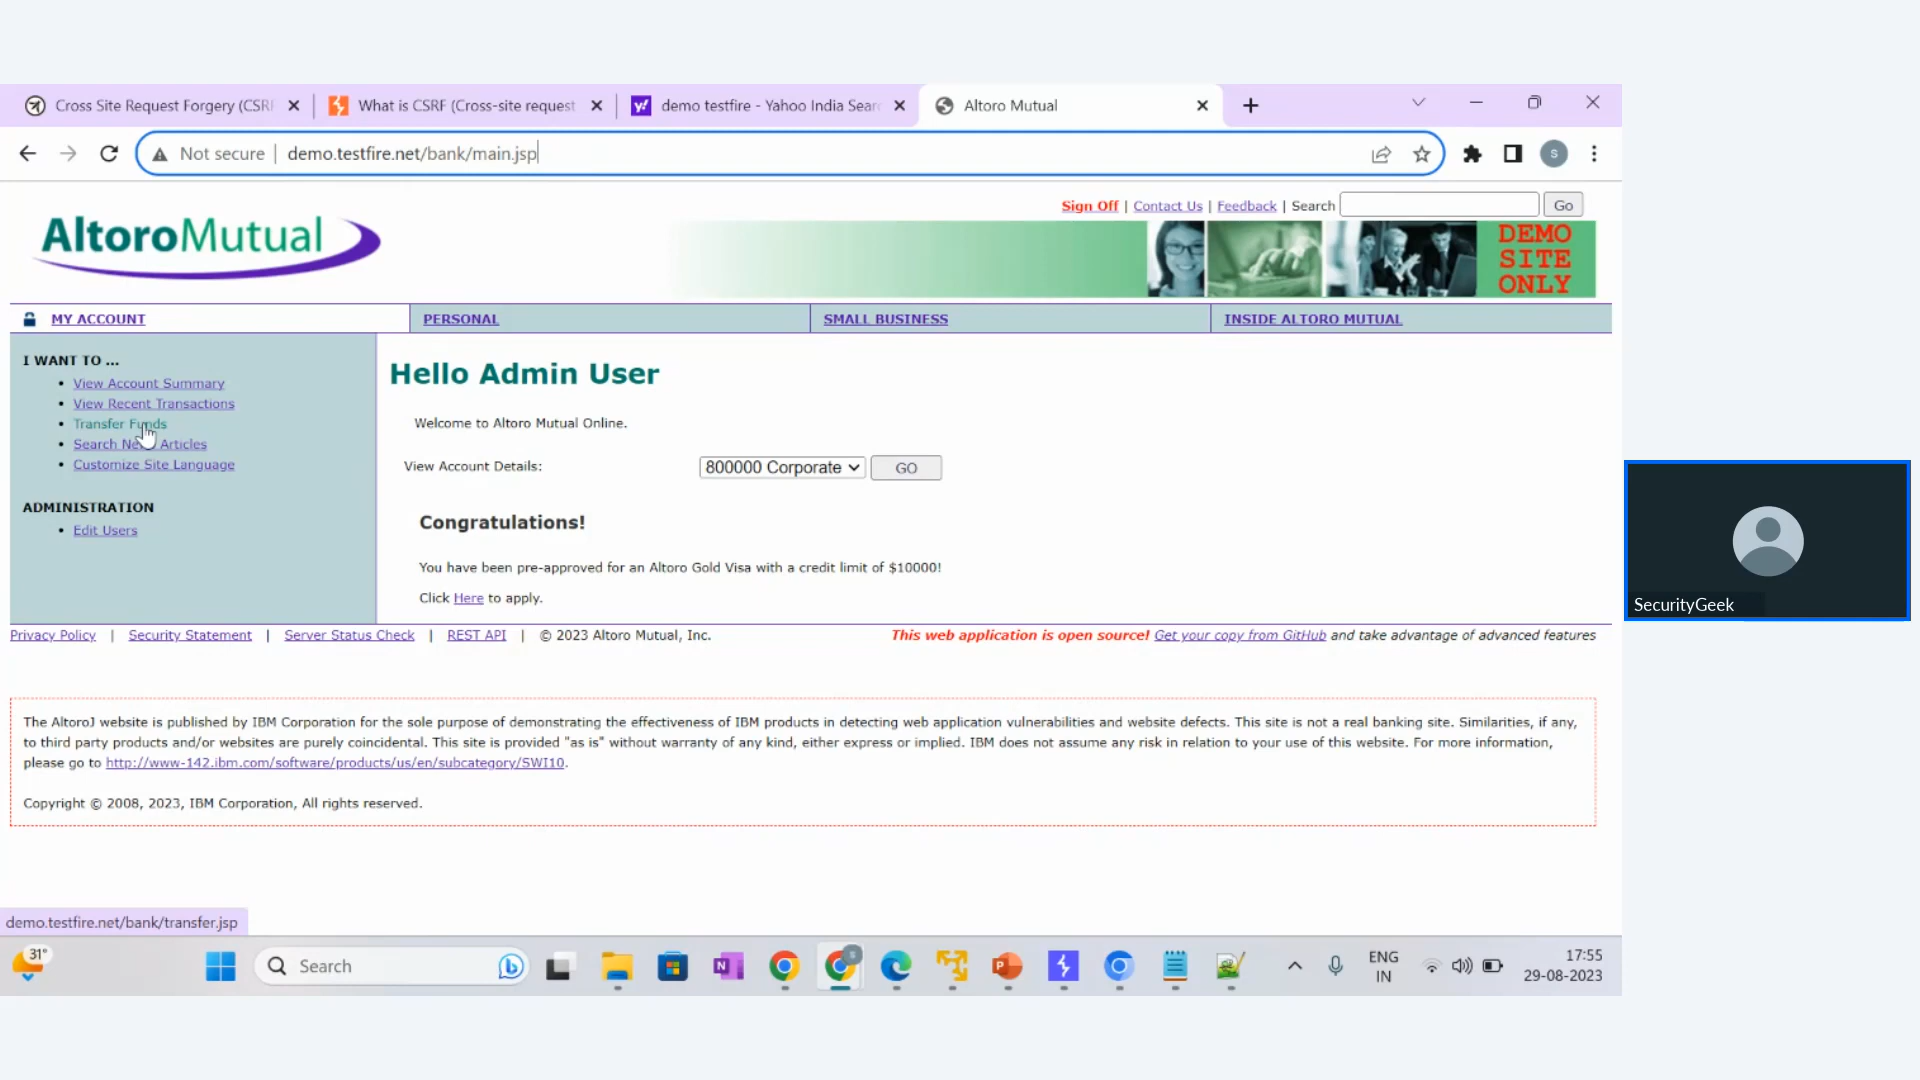 Cross Site Request Forgery (CSRF
What is CSRF (Cross-site request
demo testfire - Yahoo India Sear
Altoro Mutual
Not secure | demo.testfire.net/bank/main.jsp
S
Sign Off | Contact Us | Feedback | Search
Go
AltoroMutual
DEMO
SITE
ONLY
MY ACCOUNT
PERSONAL
SMALL BUSINESS
INSIDE ALTORO MUTUAL
I WANT TO ...
• View Account Summary
• View Recent Transactions
• Transfer Funds
• Search News Articles
• Customize Site Language
ADMINISTRATION
• Edit Users
Hello Admin User
Welcome to Altoro Mutual Online.
View Account Details:
800000 Corporate
GO
Congratulations!
You have been pre-approved for an Altoro Gold Visa with a credit limit of $10000!
Click Here to apply.
Privacy Policy | Security Statement | Server Status Check | REST API | © 2023 Altoro Mutual, Inc.
This web application is open source! Get your copy from GitHub and take advantage of advanced features
The AltoroJ website is published by IBM Corporation for the sole purpose of demonstrating the effectiveness of IBM products in detecting web application vulnerabilities and website defects. This site is not a real banking site. Similarities, if any,
to third party products and/or websites are purely coincidental. This site is provided "as is" without warranty of any kind, either express or implied. IBM does not assume any risk in relation to your use of this website. For more information,
please go to http://www-142.ibm.com/software/products/us/en/subcategory/SWI10.
Copyright © 2008, 2023, IBM Corporation, All rights reserved.
demo.testfire.net/bank/transfer.jsp
31°
Search
ENG
IN
17:55
29-08-2023
SecurityGeek